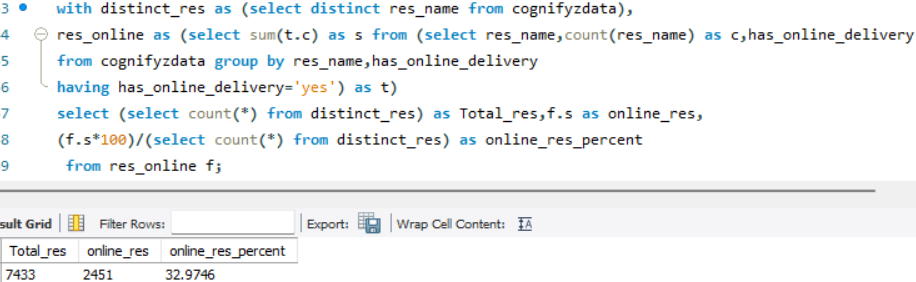 3 with distinct_res as (select distinct res_name from cognifyzdata),
4 res_online as (select sum(t.c) as s from (select res_name,count(res_name) as c,has_online_delivery
5 from cognifyzdata group by res_name,has_online_delivery
6 having has_online_delivery='yes') as t)
7 select (select count(*) from distinct_res) as Total_res,f.s as online_res,
8 (f.s*100)/(select count(*) from distinct_res) as online_res_percent
9 from res_online f;
sult Grid Filter Rows: Export: Wrap Cell Content: IA
Total_res online_res online_res_percent
7433 2451 32.9746